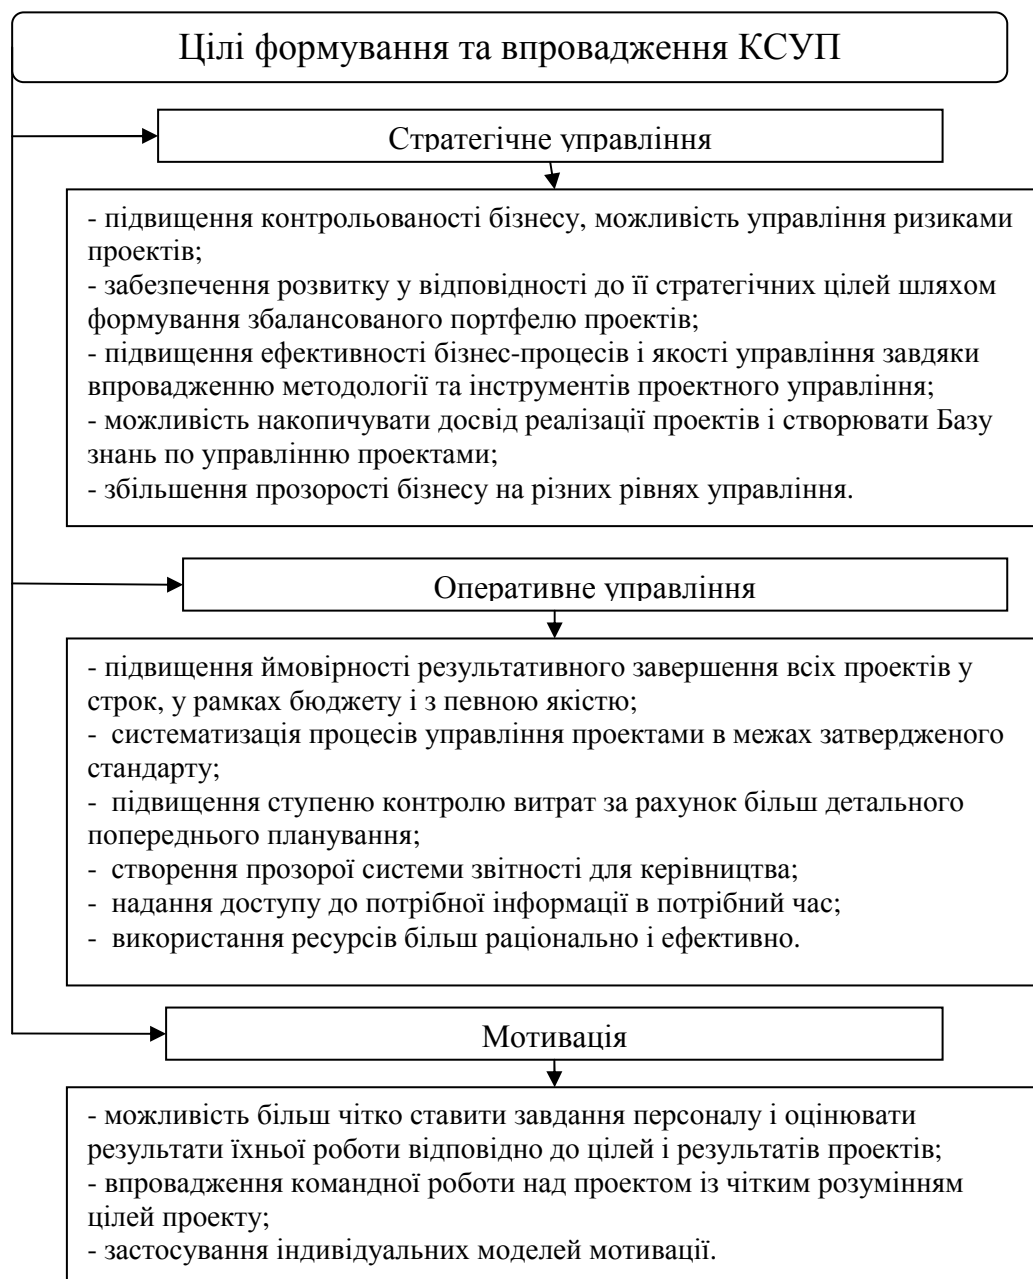 Цілі формування та впровадження КСУП
Стратегічне управління
- підвищення контрольованості бізнесу, можливість управління ризиками
проектів;
- забезпечення розвитку у відповідності до її стратегічних цілей шляхом
формування збалансованого портфелю проектів;
- підвищення ефективності бізнес-процесів і якості управління завдяки
впровадженню методології та інструментів проектного управління;
- можливість накопичувати досвід реалізації проектів і створювати Базу
знань по управлінню проектами;
- збільшення прозорості бізнесу на різних рівнях управління.
Оперативне управління
- підвищення ймовірності результативного завершення всіх проектів у
строк, у рамках бюджету і з певною якістю;
- систематизація процесів управління проектами в межах затвердженого
стандарту;
- підвищення ступеню контролю витрат за рахунок більш детального
попереднього планування;
- створення прозорої системи звітності для керівництва;
- надання доступу до потрібної інформації в потрібний час;
- використання ресурсів більш раціонально і ефективно.
Мотивація
- можливість більш чітко ставити завдання персоналу і оцінювати
результати їхньої роботи відповідно до цілей і результатів проектів;
- впровадження командної роботи над проектом із чітким розумінням
цілей проекту;
- застосування індивідуальних моделей мотивації.